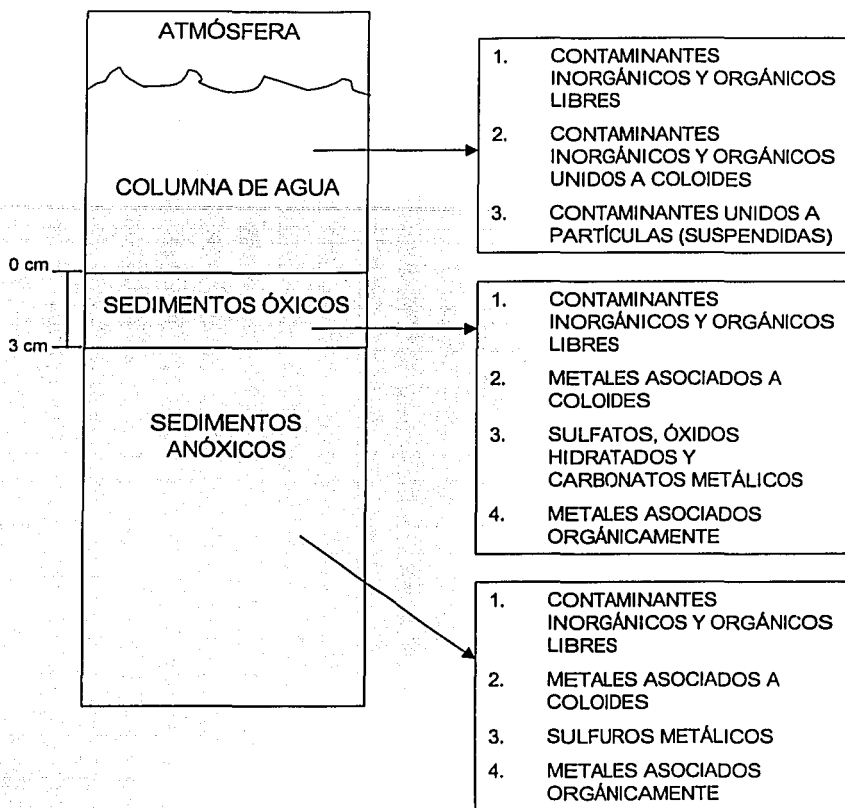 ATMÓSFERA
COLUMNA DE AGUA
0 cm
SEDIMENTOS ÓXICOS
3 cm
SEDIMENTOS
ANÓXICOS
1. CONTAMINANTES
INORGÁNICOS Y ORGÁNICOS
LIBRES
2. CONTAMINANTES
INORGÁNICOS Y ORGÁNICOS
UNIDOS A COLOIDES
3. CONTAMINANTES UNIDOS A
PARTÍCULAS (SUSPENDIDAS)
1. CONTAMINANTES
INORGÁNICOS Y ORGÁNICOS
LIBRES
2. METALES ASOCIADOS A
COLOIDES
3. SULFATOS, ÓXIDOS
HIDRATADOS Y
CARBONATOS METÁLICOS
4. METALES ASOCIADOS
ORGÁNICAMENTE
1. CONTAMINANTES
INORGÁNICOS Y ORGÁNICOS
LIBRES
2. METALES ASOCIADOS A
COLOIDES
3. SULFUROS METÁLICOS
4. METALES ASOCIADOS
ORGÁNICAMENTE